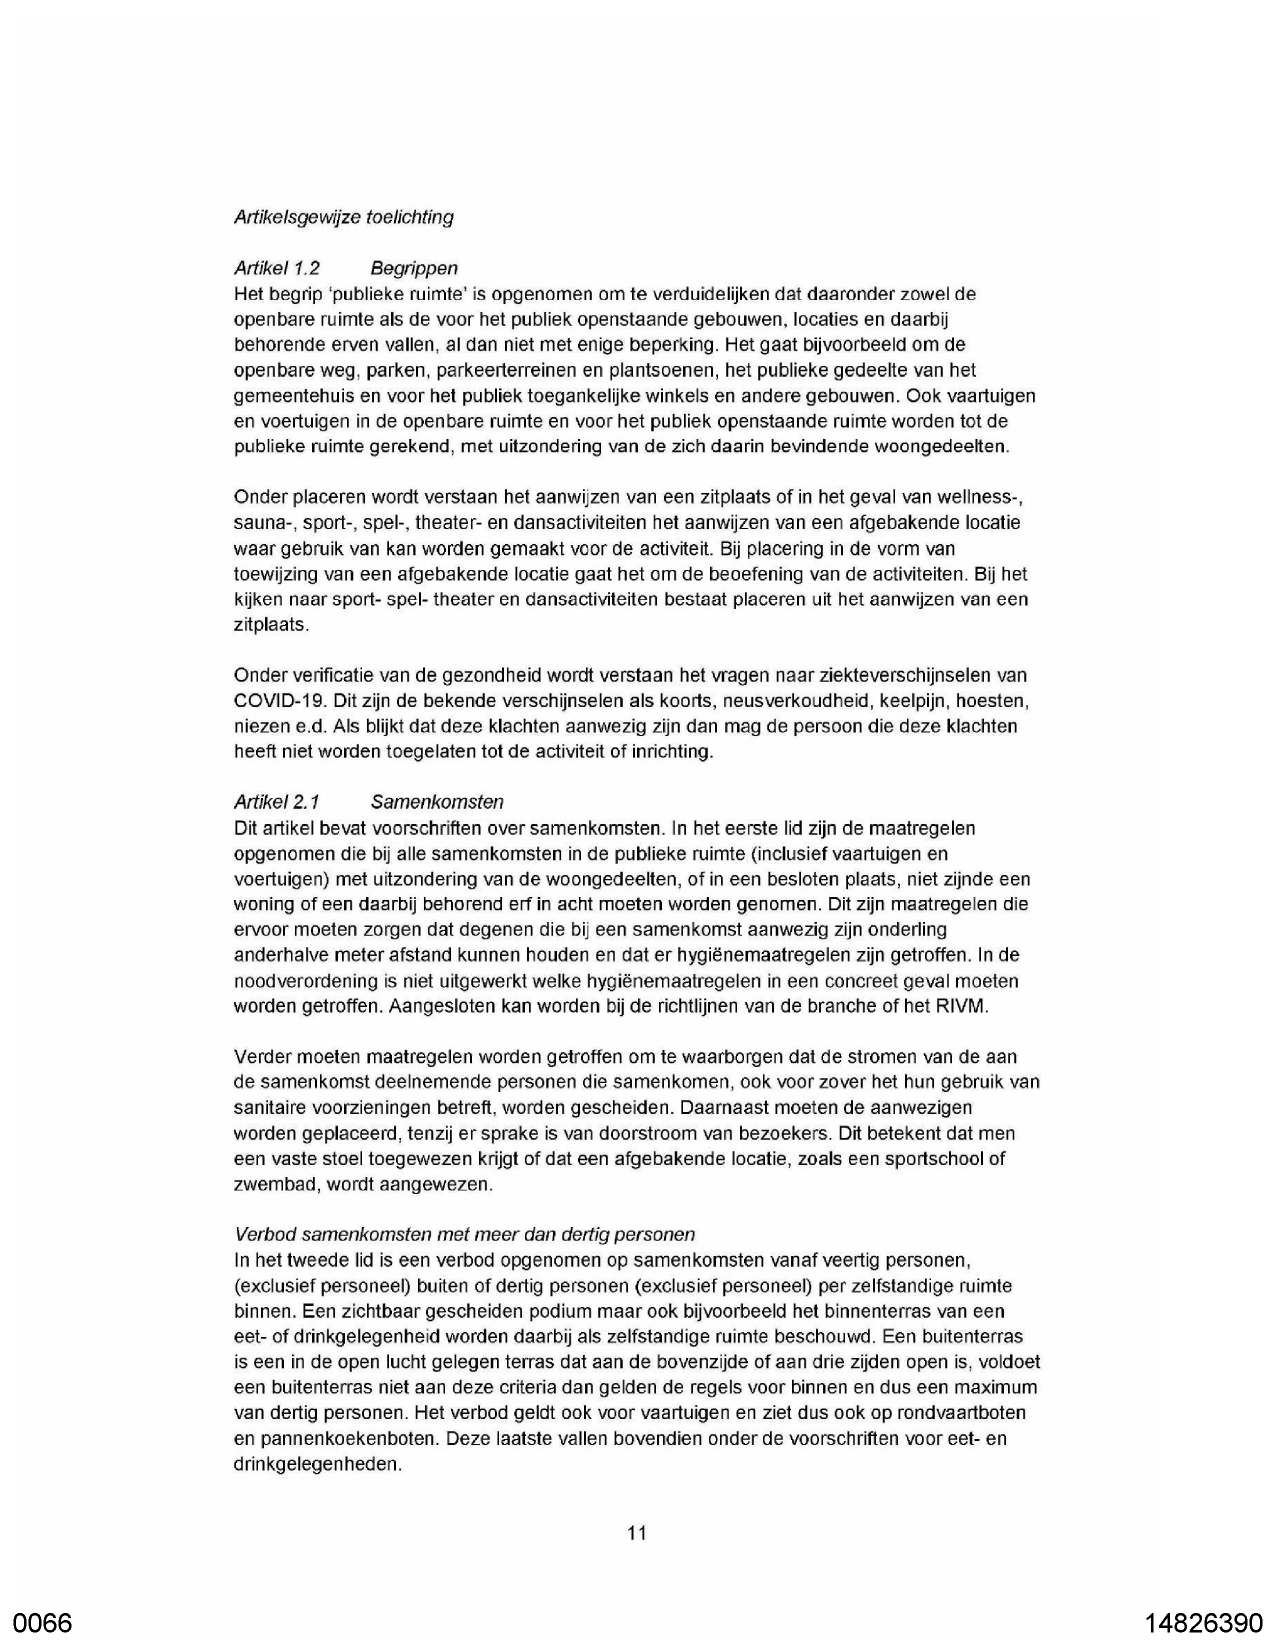 Artikelsgewijze toelichting
Artikel 1.2 Begrippen
Het begrip 'publieke ruimte' is opgenomen om te verduidelijken dat daaronder zowel de
openbare ruimte als de voor het publiek openstaande gebouwen, locaties en daarbij
behorende erven vallen, al dan niet met enige beperking. Het gaat bijvoorbeeld om de
openbare weg, parken, parkeerterreinen en plantsoenen, het publieke gedeelte van het
gemeentehuis en voor het publiek toegankelijke winkels en andere gebouwen. Ook vaartuigen
en voertuigen in de openbare ruimte en voor het publiek openstaande ruimte worden tot de
publieke ruimte gerekend, met uitzondering van de zich daarin bevindende woongedeelten.
Onder placeren wordt verstaan het aanwijzen van een zitplaats of in het geval van wellness-,
sauna-, sport-, spel-, theater- en dansactiviteiten het aanwijzen van een afgebakende locatie
waar gebruik van kan worden gemaakt voor de activiteit. Bij placering in de vorm van
toewijzing van een afgebakende locatie gaat het om de beoefening van de activiteiten. Bij het
kijken naar sport- spel- theater en dansactiviteiten bestaat placeren uit het aanwijzen van een
zitplaats.
Onder verificatie van de gezondheid wordt verstaan het vragen naar ziekteverschijnselen van
COVID-19. Dit zijn de bekende verschijnselen als koorts, neusverkoudheid, keelpijn, hoesten,
niezen e.d. Als blijkt dat deze klachten aanwezig zijn dan mag de persoon die deze klachten
heeft niet worden toegelaten tot de activiteit of inrichting.
Artikel 2.1 Samenkomsten
Dit artikel bevat voorschriften over samenkomsten. In het eerste lid zijn de maatregelen
opgenomen die bij alle samenkomsten in de publieke ruimte (inclusief vaartuigen en
voertuigen) met uitzondering van de woongedeelten, of in een besloten plaats, niet zijnde een
woning of een daarbij behorend erf in acht moeten worden genomen. Dit zijn maatregelen die
ervoor moeten zorgen dat degenen die bij een samenkomst aanwezig zijn onderling
anderhalve meter afstand kunnen houden en dat er hygiënemaatregelen zijn getroffen. In de
noodverordening is niet uitgewerkt welke hygiënemaatregelen in een concreet geval moeten
worden getroffen. Aangesloten kan worden bij de richtlijnen van de branche of het RIVM.
Verder moeten maatregelen worden getroffen om te waarborgen dat de stromen van de aan
de samenkomst deelnemende personen die samenkomen, ook voor zover het hun gebruik van
sanitaire voorzieningen betreft, worden gescheiden. Daarnaast moeten de aanwezigen
worden geplaceerd, tenzij er sprake is van doorstroom van bezoekers. Dit betekent dat men
een vaste stoel toegewezen krijgt of dat een afgebakende locatie, zoals een sportschool of
zwembad, wordt aangewezen.
Verbod samenkomsten met meer dan dertig personen
In het tweede lid is een verbod opgenomen op samenkomsten vanaf veertig personen,
(exclusief personeel) buiten of dertig personen (exclusief personeel) per zelfstandige ruimte
binnen. Een zichtbaar gescheiden podium maar ook bijvoorbeeld het binnenterras van een
eet- of drinkgelegenheid worden daarbij als zelfstandige ruimte beschouwd. Een buitenterras
is een in de open lucht gelegen terras dat aan de bovenzijde of aan drie zijden open is, voldoet
een buitenterras niet aan deze criteria dan gelden de regels voor binnen en dus een maximum
van dertig personen. Het verbod geldt ook voor vaartuigen en ziet dus ook op rondvaartboten
en pannenkoekenboten. Deze laatste vallen bovendien onder de voorschriften voor eet- en
drinkgelegenheden.
11
0066
14826390